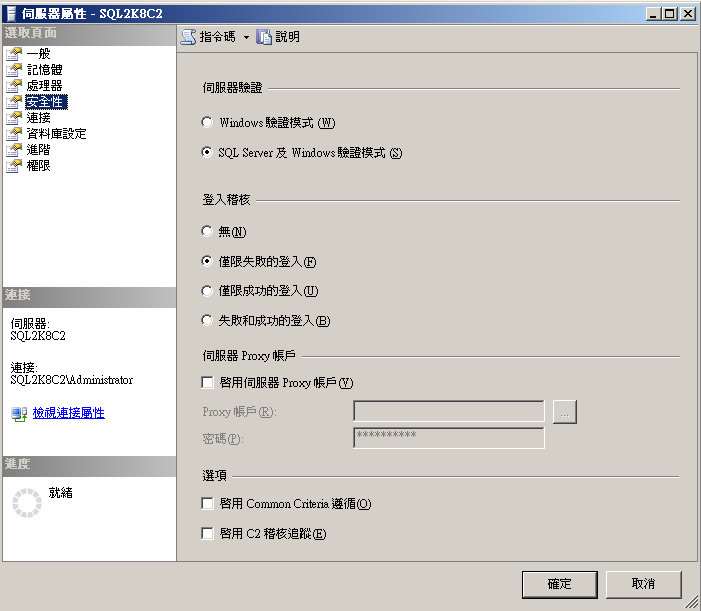 伺服器屬性 - SQL2K8C2
選取頁面
一般
記憶體
處理器
安全性
連接
資料庫設定
進階
權限
連接
伺服器:
SQL2K8C2
連接:
SQL2K8C2\Administrator
檢視連接屬性
進度
就緒
指令碼 說明
伺服器驗證
Windows 驗證模式 (W)
SQL Server 及 Windows 驗證模式 (S)
登入稽核
無(N)
僅限失敗的登入(F)
僅限成功的登入(U)
失敗和成功的登入(B)
伺服器 Proxy 帳戶
啟用伺服器 Proxy 帳戶(Y)
Proxy 帳戶(R):
...
密碼(P):
**********
選項
啟用 Common Criteria 遵循(O)
啟用 C2 稽核追蹤(E)
確定 取消